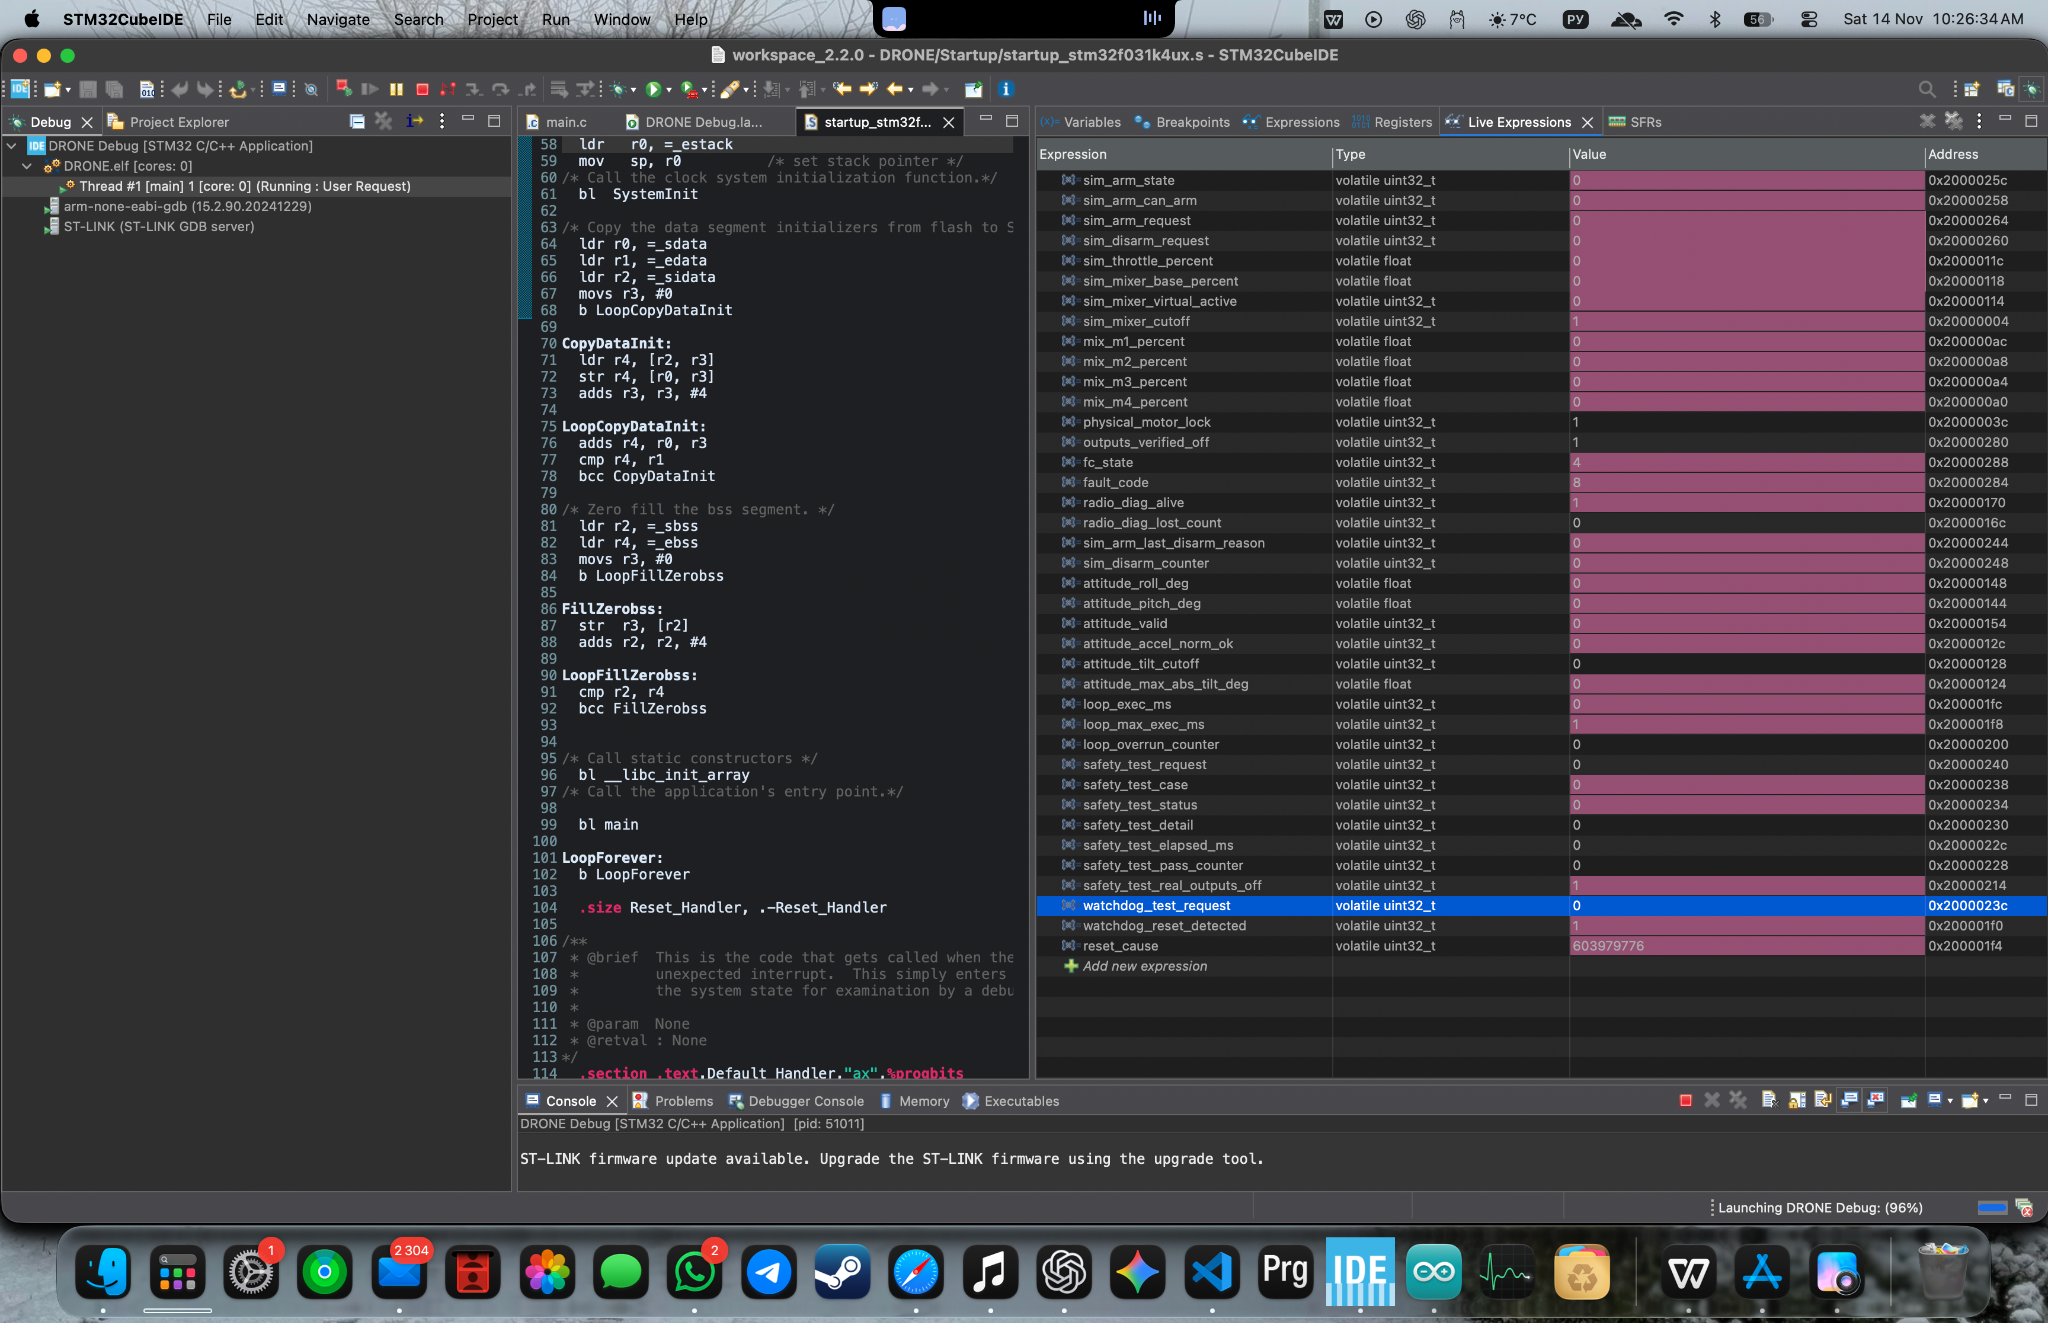 STM32CubeIDE File Edit Navigate Search Project Run Window Help 7°C РУ 56 Sat 14 Nov 10:26:34 AM
workspace_2.2.0 - DRONE/Startup/startup_stm32f031k4ux.s - STM32CubeIDE
Debug Project Explorer
DRONE Debug [STM32 C/C++ Application]
DRONE.elf [cores: 0]
Thread #1 [main] 1 [core: 0] (Running : User Request)
arm-none-eabi-gdb (15.2.90.20241229)
ST-LINK (ST-LINK GDB server)
main.c DRONE Debug.la... startup_stm32f...
58 ldr r0, =_estack
59 mov sp, r0 /* set stack pointer */
60 /* Call the clock system initialization function.*/
61 bl SystemInit
62
63 /* Copy the data segment initializers from flash to S
64 ldr r0, =_sdata
65 ldr r1, =_edata
66 ldr r2, =_sidata
67 movs r3, #0
68 b LoopCopyDataInit
69
70 CopyDataInit:
71 ldr r4, [r2, r3]
72 str r4, [r0, r3]
73 adds r3, r3, #4
74
75 LoopCopyDataInit:
76 adds r4, r0, r3
77 cmp r4, r1
78 bcc CopyDataInit
79
80 /* Zero fill the bss segment. */
81 ldr r2, =_sbss
82 ldr r4, =_ebss
83 movs r3, #0
84 b LoopFillZerobss
85
86 FillZerobss:
87 str r3, [r2]
88 adds r2, r2, #4
89
90 LoopFillZerobss:
91 cmp r2, r4
92 bcc FillZerobss
93
94
95 /* Call static constructors */
96 bl __libc_init_array
97 /* Call the application's entry point.*/
98
99 bl main
100
101 LoopForever:
102 b LoopForever
103
104 .size Reset_Handler, .-Reset_Handler
105
106 /**
107 * @brief This is the code that gets called when the
108 * unexpected interrupt. This simply enters
109 * the system state for examination by a debu
110 *
111 * @param None
112 * @retval : None
113 */
114 .section .text.Default_Handler,"ax",%progbits
Variables Breakpoints Expressions Registers Live Expressions SFRs
Expression Type Value Address
sim_arm_state volatile uint32_t 0 0x2000025c
sim_arm_can_arm volatile uint32_t 0 0x20000258
sim_arm_request volatile uint32_t 0 0x20000264
sim_disarm_request volatile uint32_t 0 0x20000260
sim_throttle_percent volatile float 0 0x2000011c
sim_mixer_base_percent volatile float 0 0x20000118
sim_mixer_virtual_active volatile uint32_t 0 0x20000114
sim_mixer_cutoff volatile uint32_t 1 0x20000004
mix_m1_percent volatile float 0 0x200000ac
mix_m2_percent volatile float 0 0x200000a8
mix_m3_percent volatile float 0 0x200000a4
mix_m4_percent volatile float 0 0x200000a0
physical_motor_lock volatile uint32_t 1 0x2000003c
outputs_verified_off volatile uint32_t 1 0x20000280
fc_state volatile uint32_t 4 0x20000288
fault_code volatile uint32_t 8 0x20000284
radio_diag_alive volatile uint32_t 1 0x20000170
radio_diag_lost_count volatile uint32_t 0 0x2000016c
sim_arm_last_disarm_reason volatile uint32_t 0 0x20000244
sim_disarm_counter volatile uint32_t 0 0x20000248
attitude_roll_deg volatile float 0 0x20000148
attitude_pitch_deg volatile float 0 0x20000144
attitude_valid volatile uint32_t 0 0x20000154
attitude_accel_norm_ok volatile uint32_t 0 0x2000012c
attitude_tilt_cutoff volatile uint32_t 0 0x20000128
attitude_max_abs_tilt_deg volatile float 0 0x20000124
loop_exec_ms volatile uint32_t 0 0x200001fc
loop_max_exec_ms volatile uint32_t 1 0x200001f8
loop_overrun_counter volatile uint32_t 0 0x20000200
safety_test_request volatile uint32_t 0 0x20000240
safety_test_case volatile uint32_t 0 0x20000238
safety_test_status volatile uint32_t 0 0x20000234
safety_test_detail volatile uint32_t 0 0x20000230
safety_test_elapsed_ms volatile uint32_t 0 0x2000022c
safety_test_pass_counter volatile uint32_t 0 0x20000228
safety_test_real_outputs_off volatile uint32_t 1 0x20000214
watchdog_test_request volatile uint32_t 0 0x2000023c
watchdog_reset_detected volatile uint32_t 1 0x200001f0
reset_cause volatile uint32_t 603979776 0x200001f4
Add new expression
Console Problems Debugger Console Memory Executables
DRONE Debug [STM32 C/C++ Application] [pid: 51011]
ST-LINK firmware update available. Upgrade the ST-LINK firmware using the upgrade tool.
Launching DRONE Debug: (96%)
1 2 304 2
Prg IDE